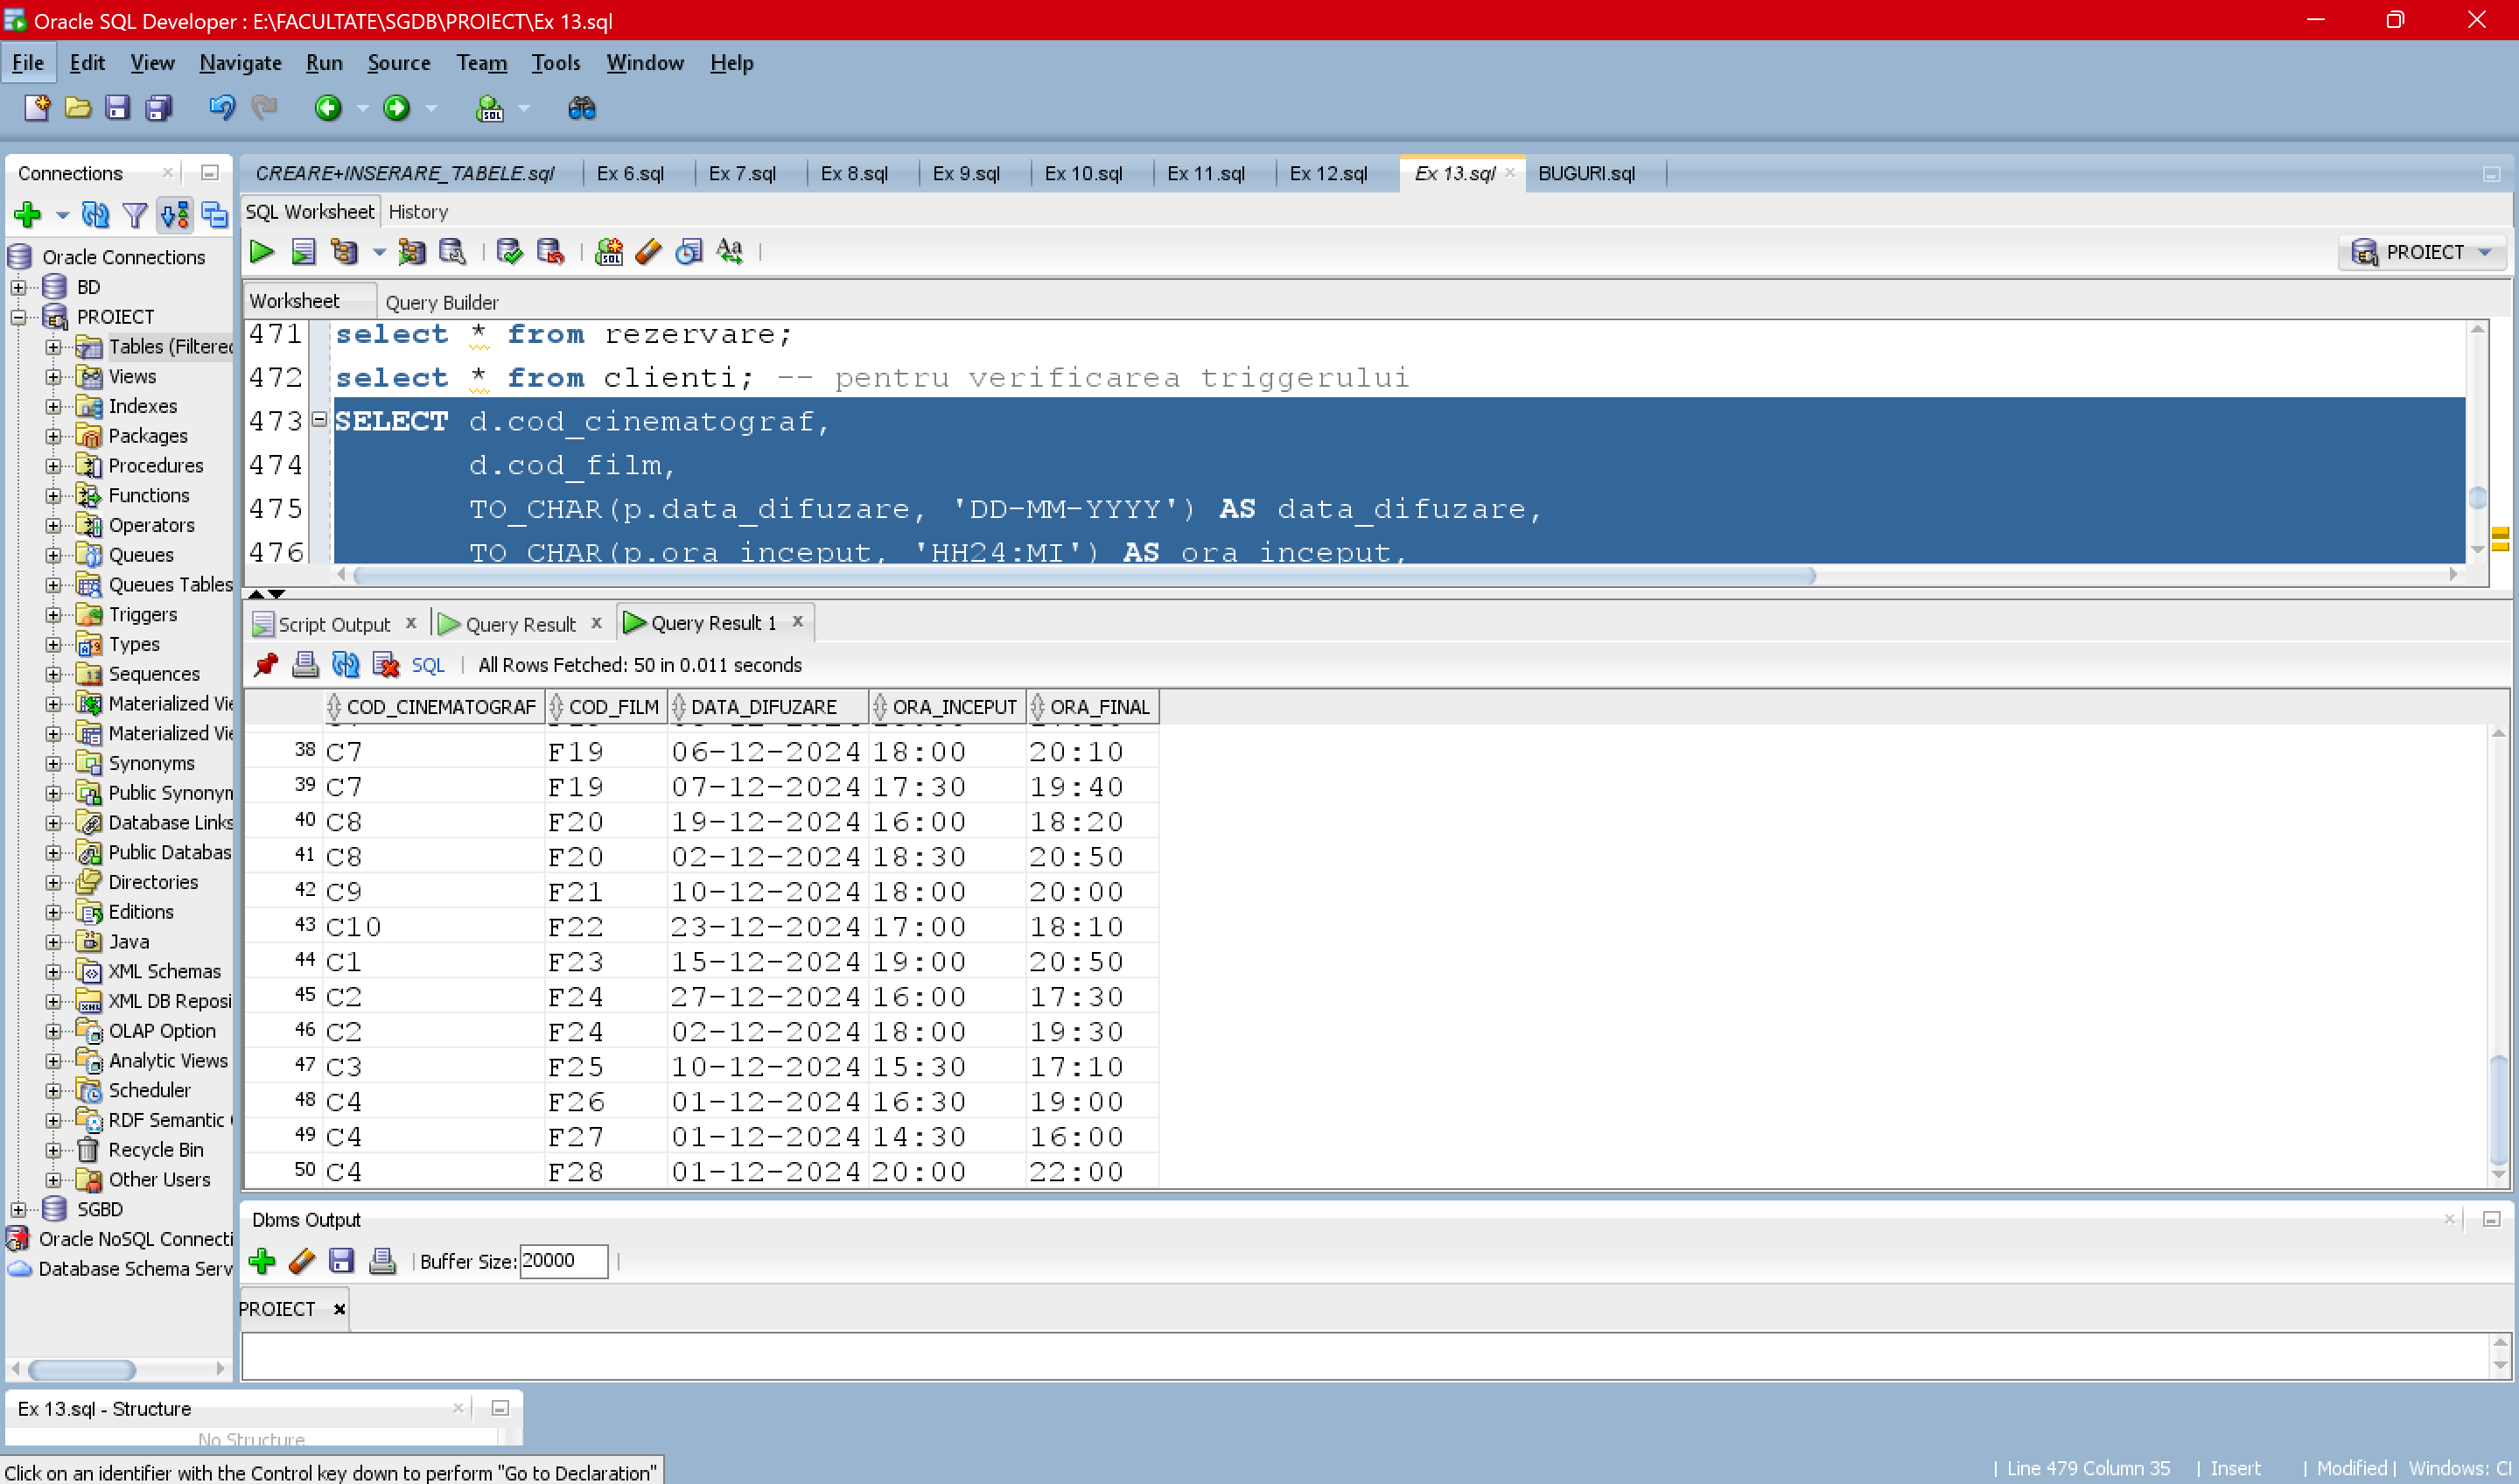 Oracle SQL Developer : E:\FACULTATE\SGDB\PROIECT\Ex 13.sql
File Edit View Navigate Run Source Team Tools Window Help
Connections
CREARE+INSERARE_TABELE.sql Ex 6.sql Ex 7.sql Ex 8.sql Ex 9.sql Ex 10.sql Ex 11.sql Ex 12.sql Ex 13.sql BUGURI.sql
SQL Worksheet History
PROIECT
Worksheet Query Builder
471 select * from rezervare;
472 select * from clienti; -- pentru verificarea triggerului
473 SELECT d.cod_cinematograf,
474 d.cod_film,
475 TO_CHAR(p.data_difuzare, 'DD-MM-YYYY') AS data_difuzare,
476 TO_CHAR(p.ora_inceput, 'HH24:MI') AS ora_inceput,
Oracle Connections
BD
PROIECT
Tables (Filtered
Views
Indexes
Packages
Procedures
Functions
Operators
Queues
Queues Tables
Triggers
Types
Sequences
Materialized Vie
Materialized Vie
Synonyms
Public Synonym
Database Links
Public Databas
Directories
Editions
Java
XML Schemas
XML DB Reposi
OLAP Option
Analytic Views
Scheduler
RDF Semantic
Recycle Bin
Other Users
SGBD
Oracle NoSQL Connecti
Database Schema Serv
Script Output Query Result Query Result 1
SQL All Rows Fetched: 50 in 0.011 seconds
COD_CINEMATOGRAF COD_FILM DATA_DIFUZARE ORA_INCEPUT ORA_FINAL
38 C7 F19 06-12-2024 18:00 20:10
39 C7 F19 07-12-2024 17:30 19:40
40 C8 F20 19-12-2024 16:00 18:20
41 C8 F20 02-12-2024 18:30 20:50
42 C9 F21 10-12-2024 18:00 20:00
43 C10 F22 23-12-2024 17:00 18:10
44 C1 F23 15-12-2024 19:00 20:50
45 C2 F24 27-12-2024 16:00 17:30
46 C2 F24 02-12-2024 18:00 19:30
47 C3 F25 10-12-2024 15:30 17:10
48 C4 F26 01-12-2024 16:30 19:00
49 C4 F27 01-12-2024 14:30 16:00
50 C4 F28 01-12-2024 20:00 22:00
Dbms Output
Buffer Size: 20000
PROIECT
Ex 13.sql - Structure
No Structure
Click on an identifier with the Control key down to perform "Go to Declaration"
Line 479 Column 35 | Insert | Modified | Windows: Cl